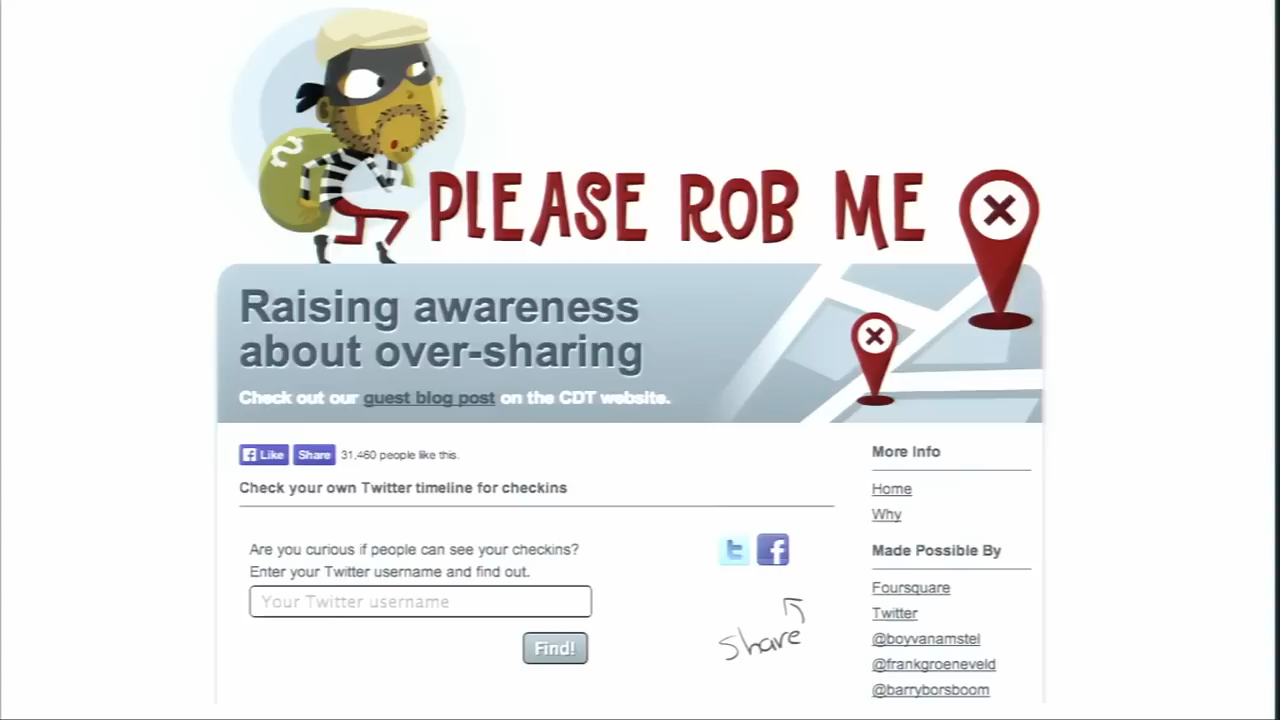 PLEASE ROB ME
Raising awareness
about over-sharing
Check out our guest blog post on the CDT website.
Like Share 31,460 people like this.
Check your own Twitter timeline for checkins
Are you curious if people can see your checkins?
Enter your Twitter username and find out.
Your Twitter username
Find!
Share
More Info
Home
Why
Made Possible By
Foursquare
Twitter
@boyvanamstel
@frankgroeneveld
@barryborsboom